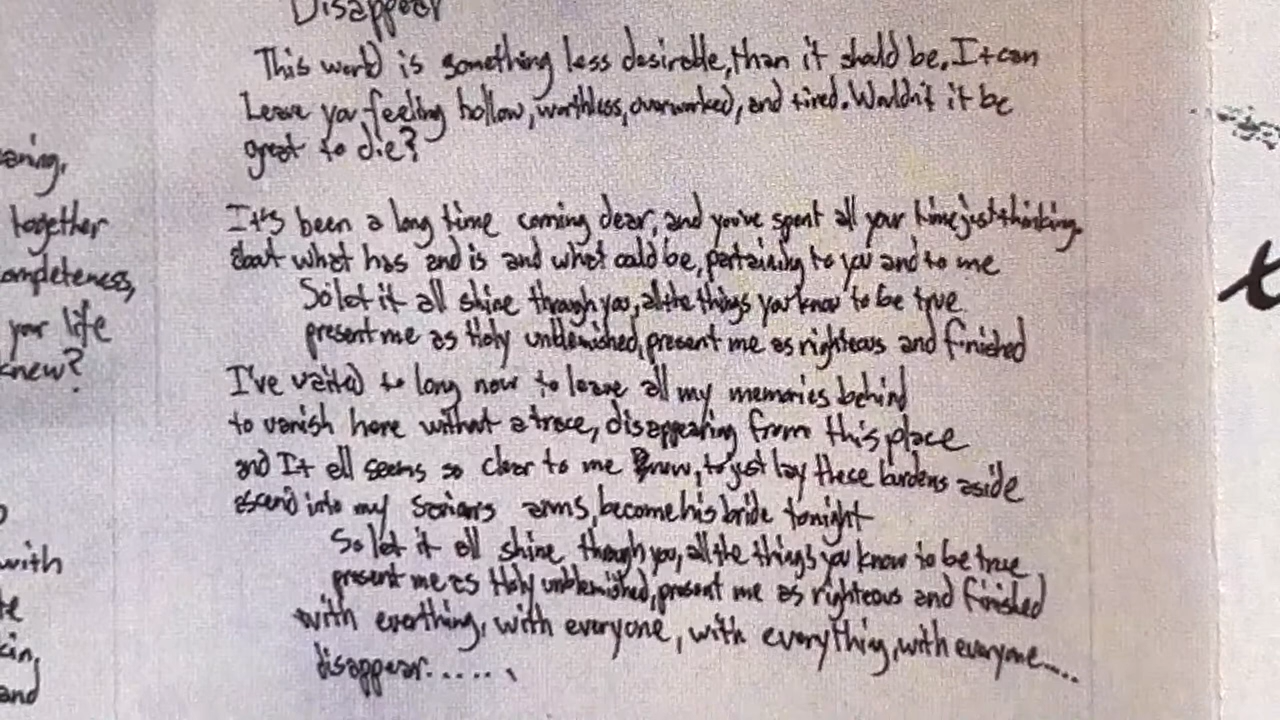 Disappear
This world is something less desirable, than it should be. It can
Leave you feeling hollow, worthless, overworked, and tired. Wouldn't it be
great to die?
It's been a long time coming dear, and you've spent all your time just thinking,
about what has and is and what could be, pertainily to you and to me
So let it all shine through you, all the things you know to be true
present me as Holy unblemished, present me as righteous and finished
I've waited to long now to leave all my memories behind
to vanish here without a trace, disappearing from this place
and It all seems so clear to me now, to just lay these burdens aside
ascend into my Saviors arms, become his bride tonight
So let it all shine though you, all the things you know to be true
present me as Holy unblemished, present me as righteous and finished
with everthing, with everyone, with everything, with everyone.....
disappear......
together
ompleteness,
your life
knew?
with
and